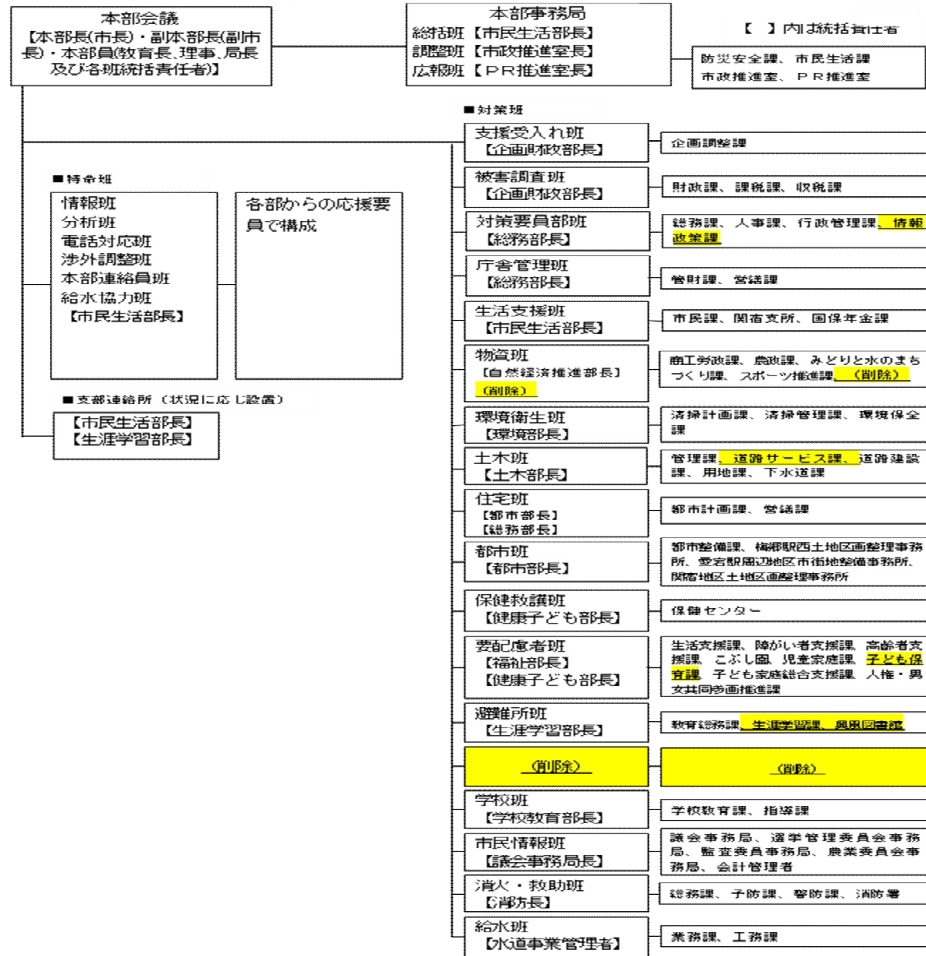 本部会議
【本部長(市長)・副本部長(副市
長)・本部員(教育長、理事、局長
及び各班統括責任者)】
本部事務局
総括班【市民生活部長】
調整班【市政推進室長】
広報班【PR推進室長】
【　】内は統括責任者
防災安全課、市民生活課
市政推進室、PR推進室
■特命班
情報班
分析班
電話対応班
渉外調整班
本部連絡員班
給水協力班
【市民生活部長】
各部からの応援要
員で構成
■支部連絡所（状況に応じ設置）
【市民生活部長】
【生涯学習部長】
■対策班
支援受入れ班
【企画財政部長】
企画調整課
被害調査班
【企画財政部長】
財政課、課税課、収税課
対策要員部班
【総務部長】
総務課、人事課、行政管理課、情報
政策課
庁舎管理班
【総務部長】
管財課、営繕課
生活支援班
【市民生活部長】
市民課、関宿支所、国保年金課
物資班
【自然経済推進部長】
(削除)
商工労政課、農政課、みどりと水のまち
づくり課、スポーツ推進課、(削除)
環境衛生班
【環境部長】
清掃計画課、清掃管理課、環境保全
課
土木班
【土木部長】
管理課、道路サービス課、道路建設
課、用地課、下水道課
住宅班
【都市部長】
【総務部長】
都市計画課、営繕課
都市班
【都市部長】
都市整備課、梅郷駅西土地区画整理事務
所、愛宕駅周辺地区市街地整備事務所、
関宿地区土地区画整理事務所
保健救護班
【健康子ども部長】
保健センター
要配慮者班
【福祉部長】
【健康子ども部長】
生活支援課、障がい者支援課、高齢者支
援課、こぶし園、児童家庭課、子ども保
育課、子ども家庭総合支援課、人権・男
女共同参画推進課
避難所班
【生涯学習部長】
教育総務課、生涯学習課、興風図書館
(削除)
(削除)
学校班
【学校教育部長】
学校教育課、指導課
市民情報班
【議会事務局長】
議会事務局、選挙管理委員会事務
局、監査委員事務局、農業委員会事
務局、会計管理者
消火・救助班
【消防長】
総務課、予防課、警防課、消防署
給水班
【水道事業管理者】
業務課、工務課